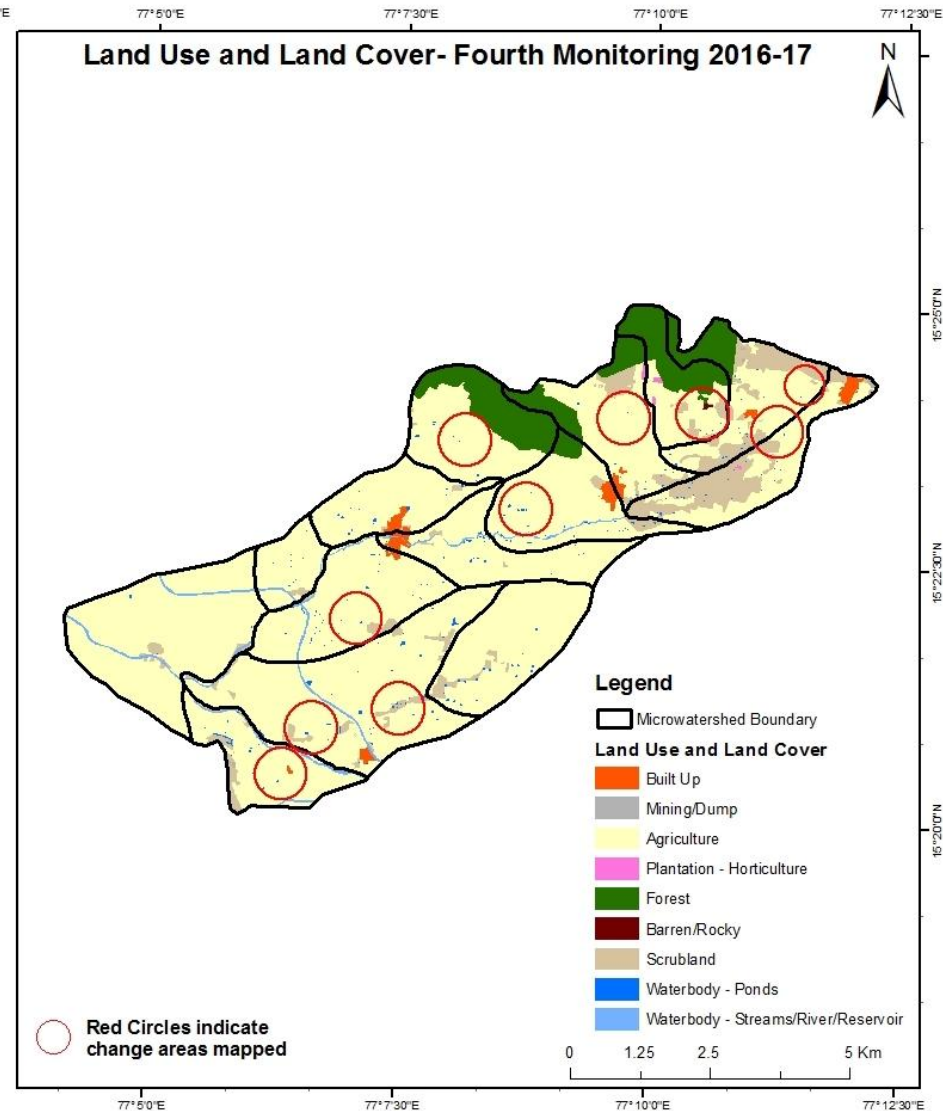 °E
77°5'0"E
77°7'30"E
77°10'0"E
77°12'30"E
Land Use and Land Cover- Fourth Monitoring 2016-17
N
15°25'0"N
15°22'30"N
15°20'0"N
Legend
Microwatershed Boundary
Land Use and Land Cover
Built Up
Mining/Dump
Agriculture
Plantation - Horticulture
Forest
Barren/Rocky
Scrubland
Waterbody - Ponds
Waterbody - Streams/River/Reservoir
Red Circles indicate
change areas mapped
0 1.25 2.5 5 Km
77°5'0"E
77°7'30"E
77°10'0"E
77°12'30"E